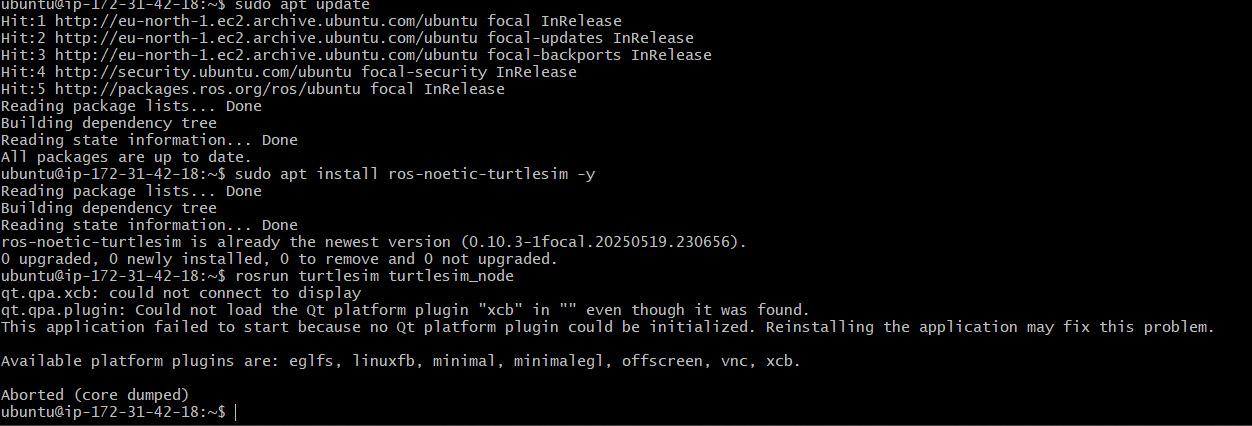 ubuntu@ip-172-31-42-18:~$ sudo apt update
Hit:1 http://eu-north-1.ec2.archive.ubuntu.com/ubuntu focal InRelease
Hit:2 http://eu-north-1.ec2.archive.ubuntu.com/ubuntu focal-updates InRelease
Hit:3 http://eu-north-1.ec2.archive.ubuntu.com/ubuntu focal-backports InRelease
Hit:4 http://security.ubuntu.com/ubuntu focal-security InRelease
Hit:5 http://packages.ros.org/ros/ubuntu focal InRelease
Reading package lists... Done
Building dependency tree
Reading state information... Done
All packages are up to date.
ubuntu@ip-172-31-42-18:~$ sudo apt install ros-noetic-turtlesim -y
Reading package lists... Done
Building dependency tree
Reading state information... Done
ros-noetic-turtlesim is already the newest version (0.10.3-1focal.20250519.230656).
0 upgraded, 0 newly installed, 0 to remove and 0 not upgraded.
ubuntu@ip-172-31-42-18:~$ rosrun turtlesim turtlesim_node
qt.qpa.xcb: could not connect to display
qt.qpa.plugin: Could not load the Qt platform plugin "xcb" in "" even though it was found.
This application failed to start because no Qt platform plugin could be initialized. Reinstalling the application may fix this problem.
Available platform plugins are: eglfs, linuxfb, minimal, minimalegl, offscreen, vnc, xcb.
Aborted (core dumped)
ubuntu@ip-172-31-42-18:~$